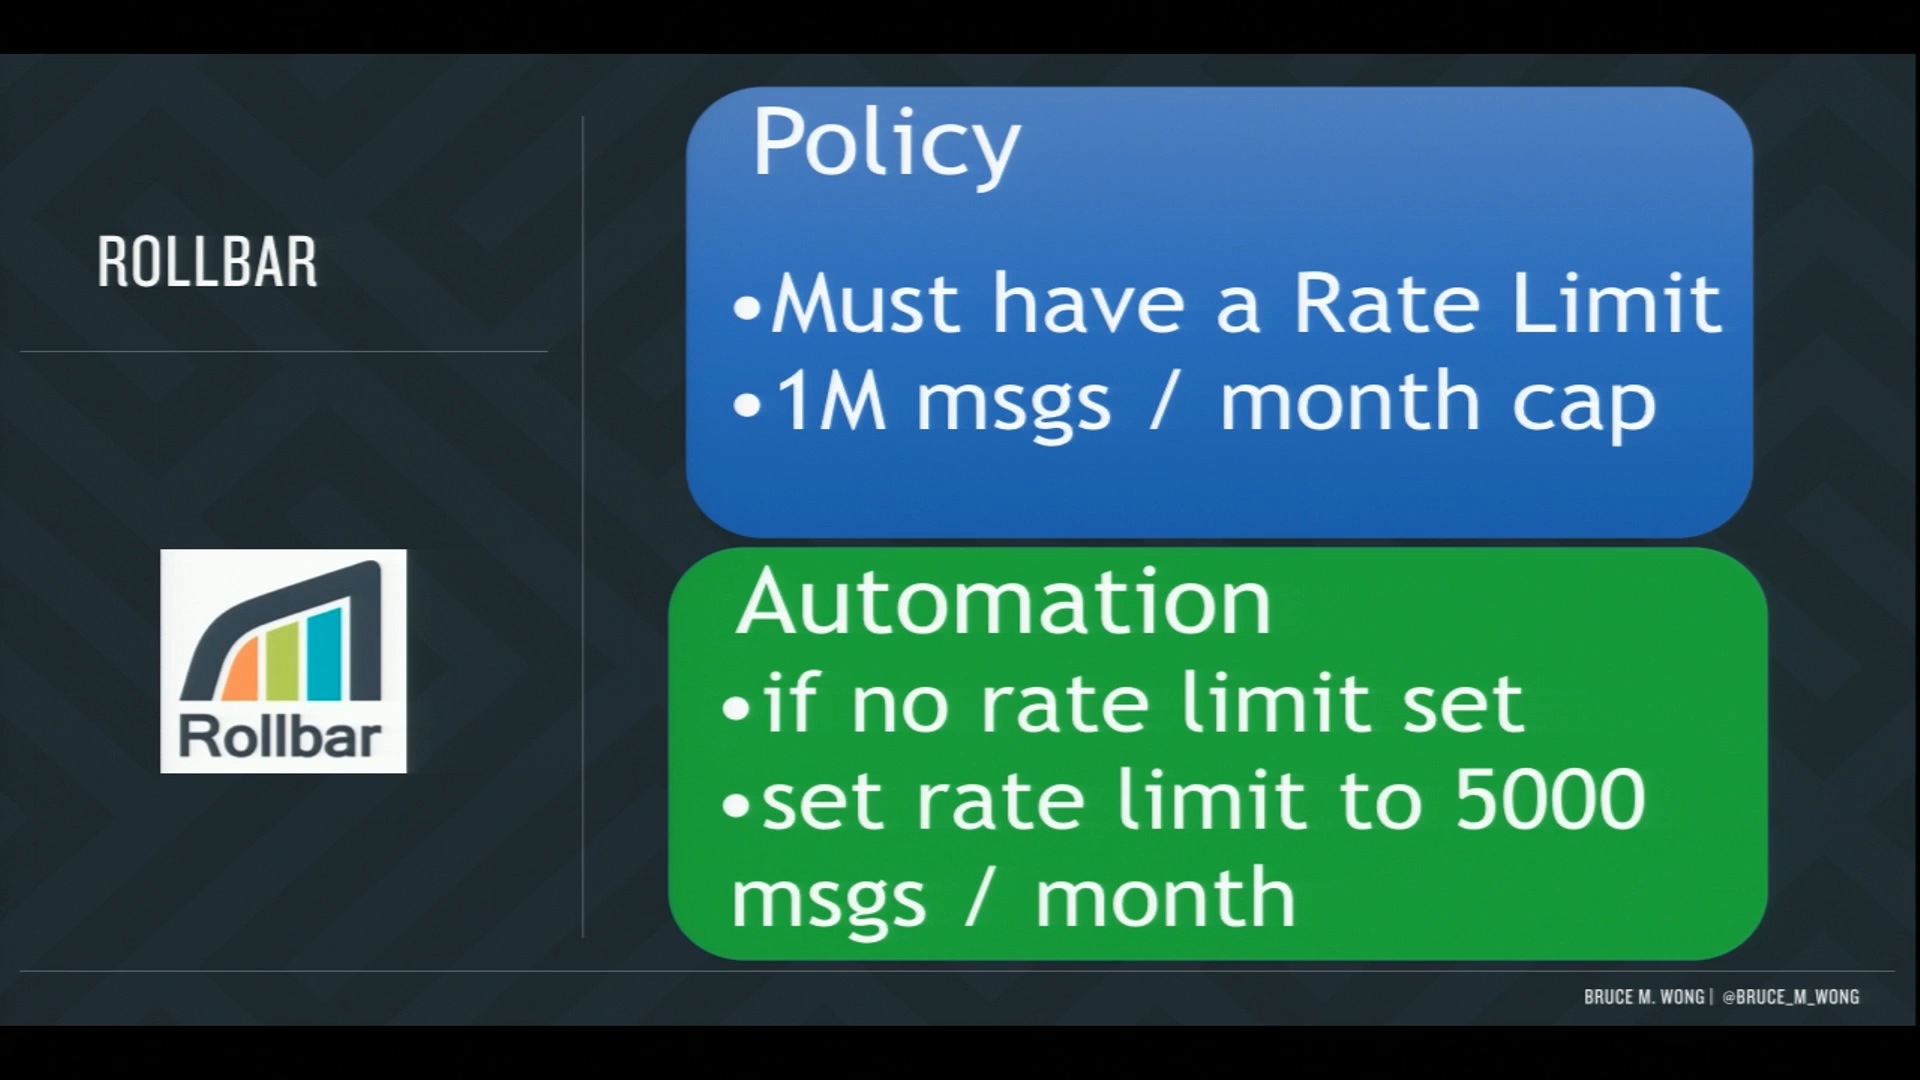 ROLLBAR
Rollbar
Policy
•Must have a Rate Limit
•1M msgs / month cap
Automation
•if no rate limit set
•set rate limit to 5000
msgs / month
BRUCE M. WONG | @BRUCE_M_WONG